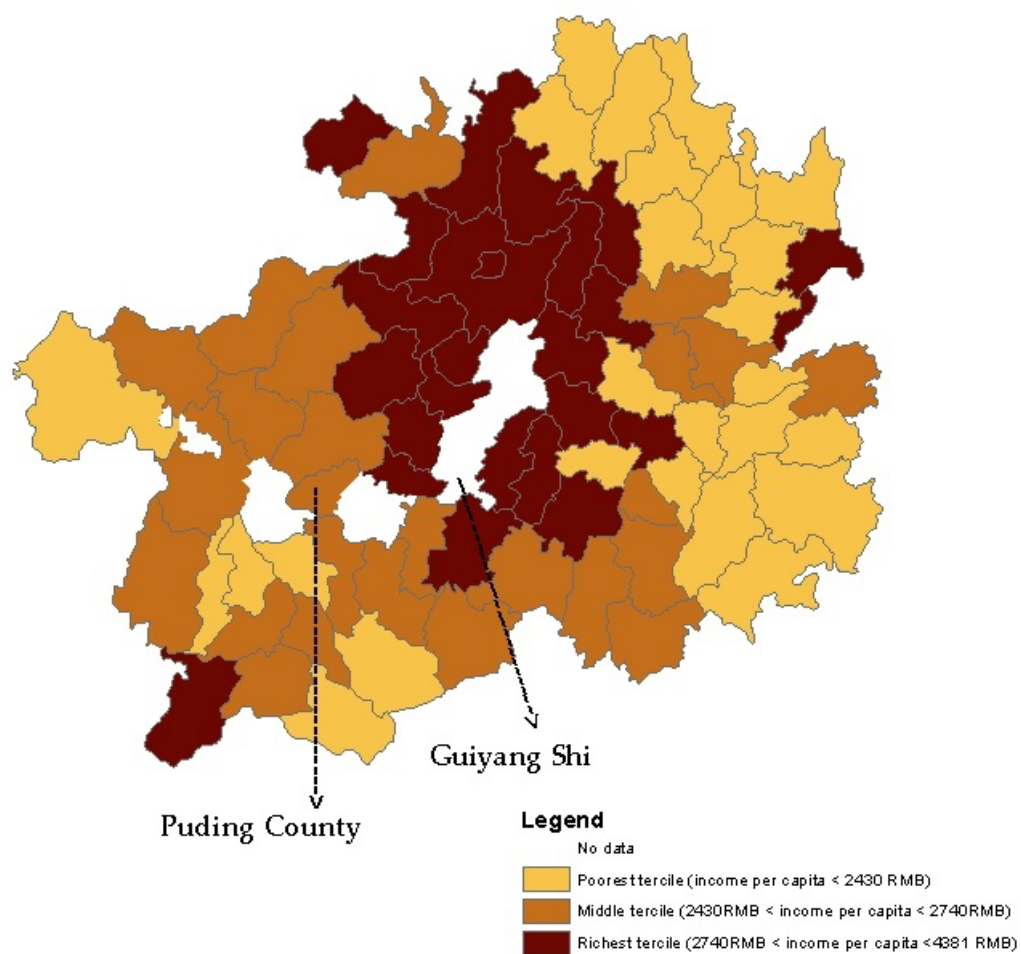 Guiyang Shi
Puding County
Legend
No data
Poorest tercile (income per capita < 2430 RMB)
Middle tercile (2430RMB < income per capita < 2740RMB)
Richest tercile (2740RMB < income per capita <4381 RMB)